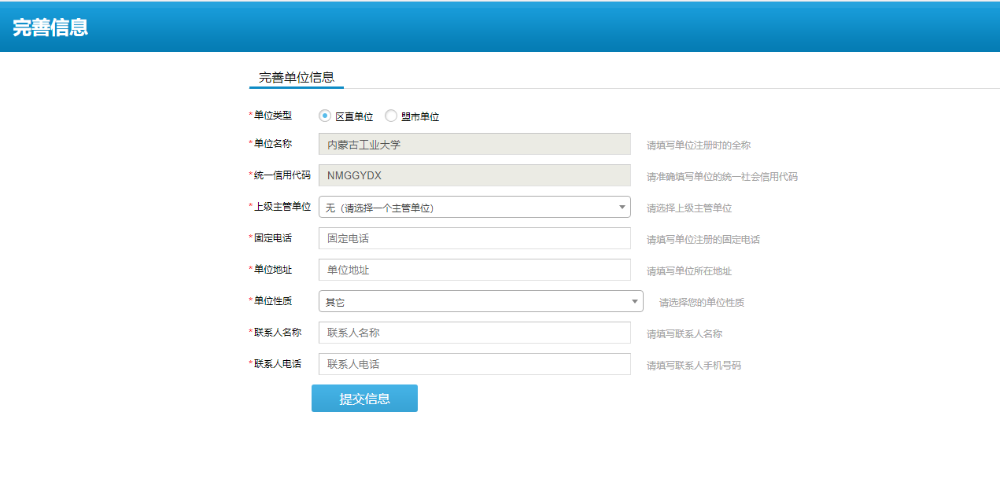 完善信息
完善单位信息
*单位类型 区直单位 盟市单位
*单位名称 内蒙古工业大学 请填写单位注册时的全称
*统一信用代码 NMGGYDX 请准确填写单位的统一社会信用代码
*上级主管单位 无（请选择一个主管单位） 请选择上级主管单位
*固定电话 固定电话 请填写单位注册的固定电话
*单位地址 单位地址 请填写单位所在地址
*单位性质 其它 请选择您的单位性质
*联系人名称 联系人名称 请填写联系人名称
*联系人电话 联系人电话 请填写联系人手机号码
提交信息